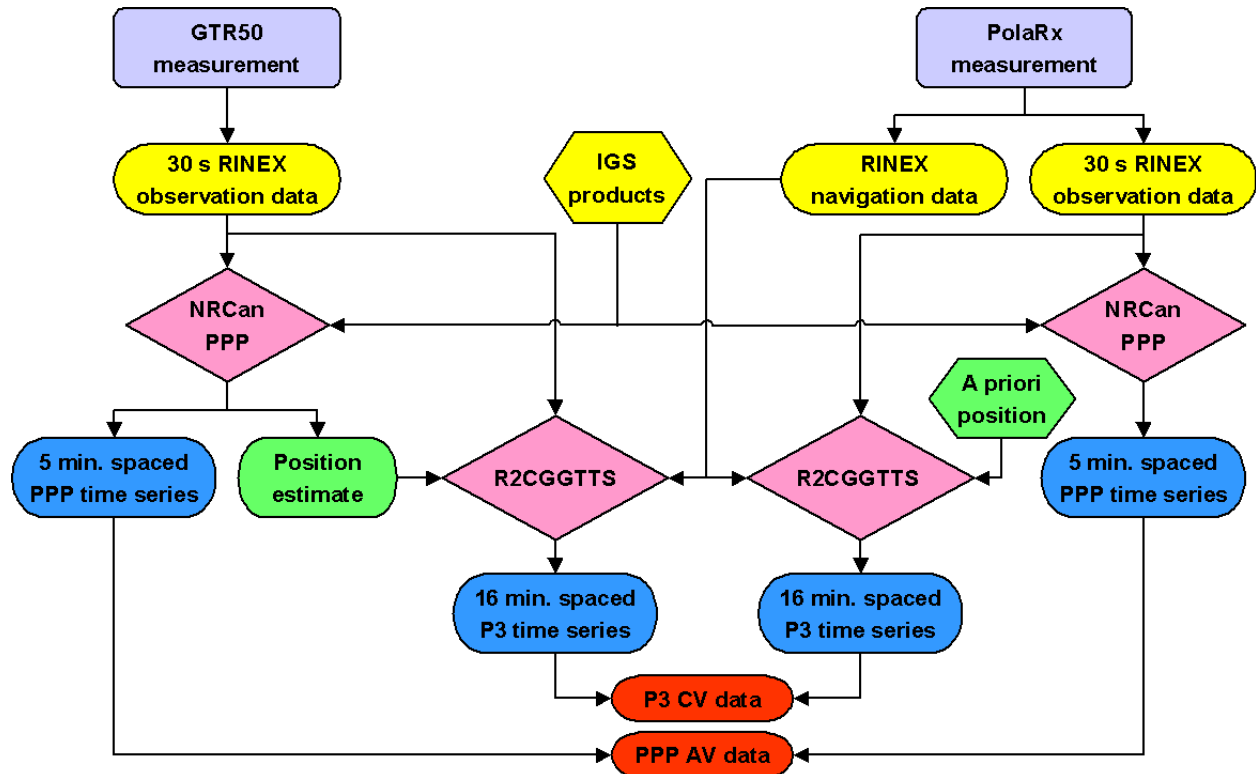 GTR50
measurement
PolaRx
measurement
30 s RINEX
observation data
IGS
products
RINEX
navigation data
30 s RINEX
observation data
NRCan
PPP
NRCan
PPP
A priori
position
5 min. spaced
PPP time series
Position
estimate
R2CGGTTS
R2CGGTTS
5 min. spaced
PPP time series
16 min. spaced
P3 time series
16 min. spaced
P3 time series
P3 CV data
PPP AV data